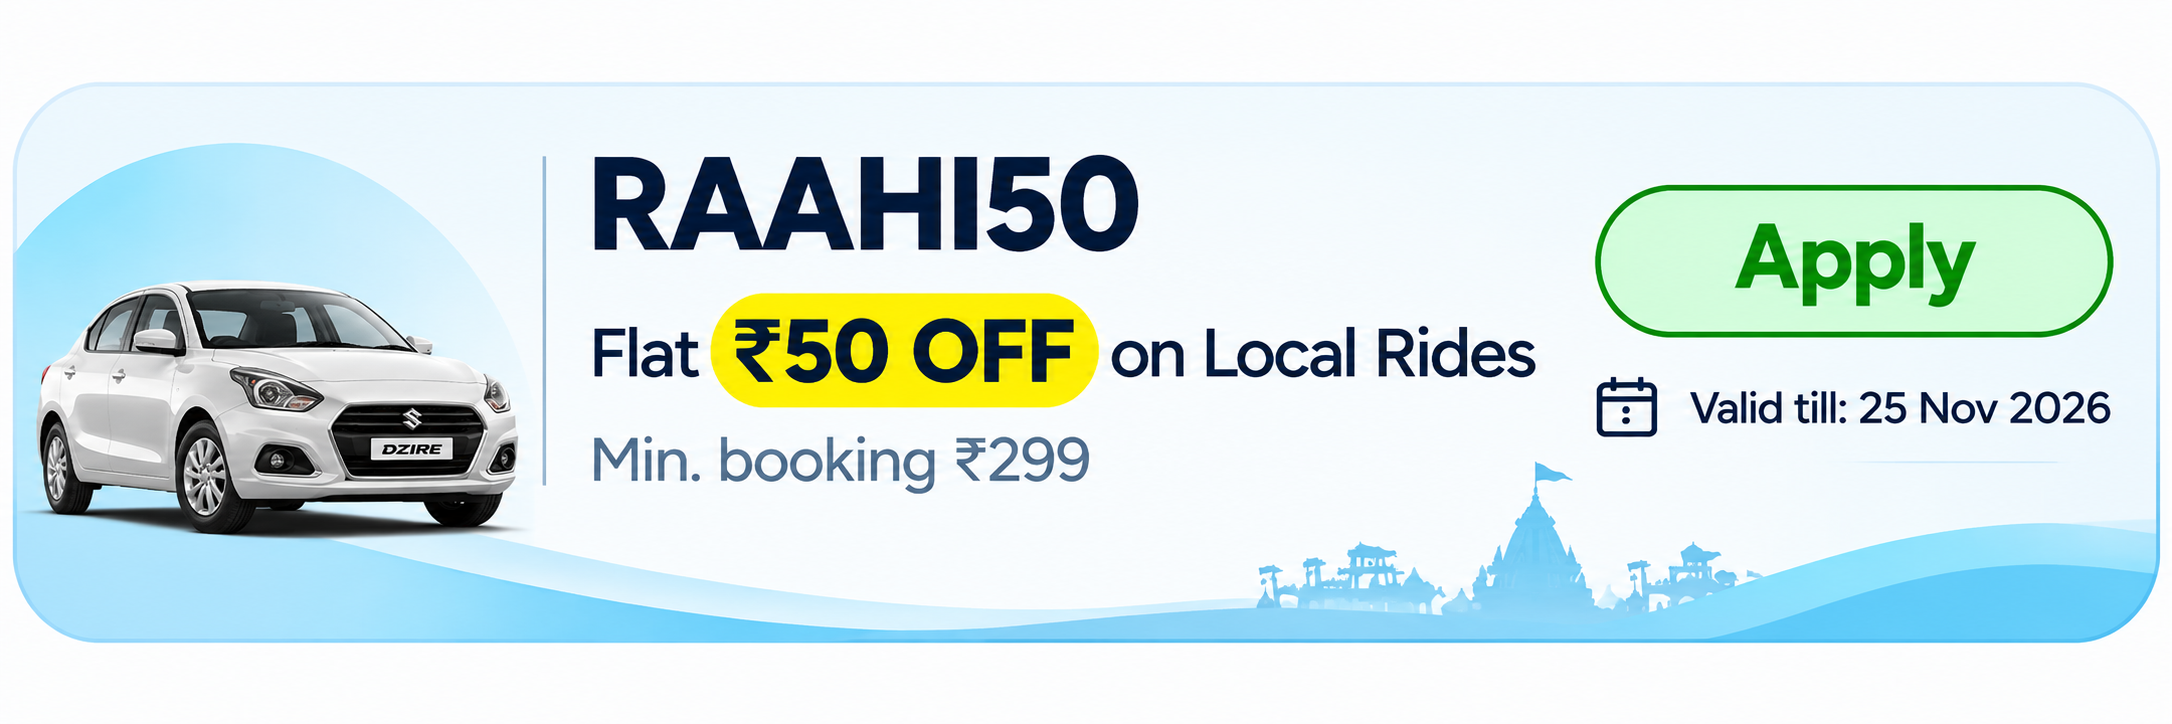 RAAHI50
Flat ₹50 OFF on Local Rides
Min. booking ₹299
Apply
Valid till: 25 Nov 2026
DZIRE